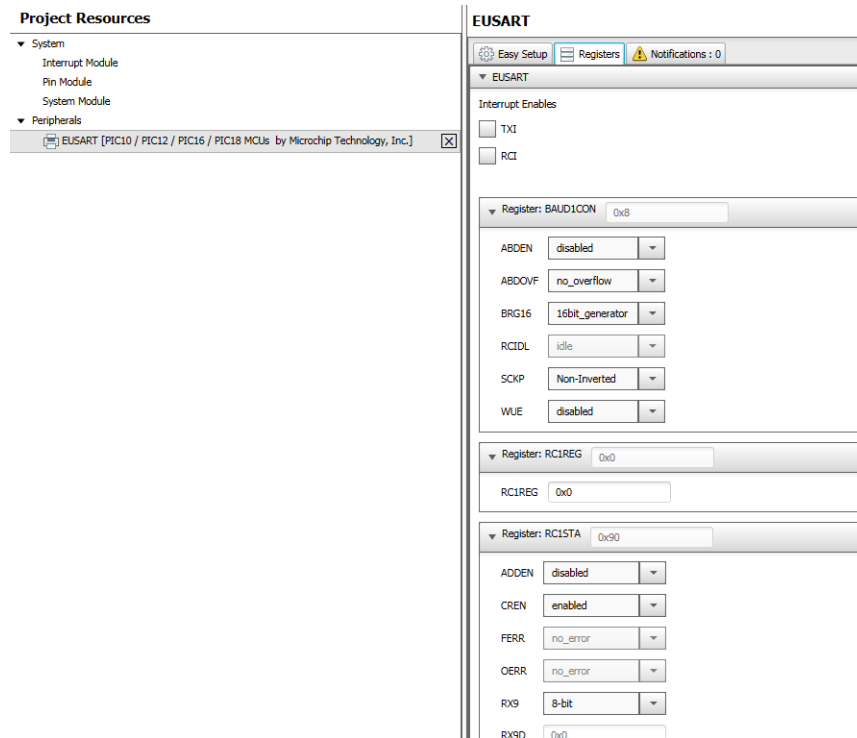 Project Resources
System
Interrupt Module
Pin Module
System Module
Peripherals
EUSART [PIC10 / PIC12 / PIC16 / PIC18 MCUs by Microchip Technology, Inc.]
EUSART
Easy Setup Registers Notifications : 0
EUSART
Interrupt Enables
TXI
RCI
Register: BAUD1CON 0x8
ABDEN disabled
ABDOVF no_overflow
BRG16 16bit_generator
RCIDL idle
SCKP Non-Inverted
WUE disabled
Register: RC1REG 0x0
RC1REG 0x0
Register: RC1STA 0x90
ADDEN disabled
CREN enabled
FERR no_error
OERR no_error
RX9 8-bit
RX9D 0x0